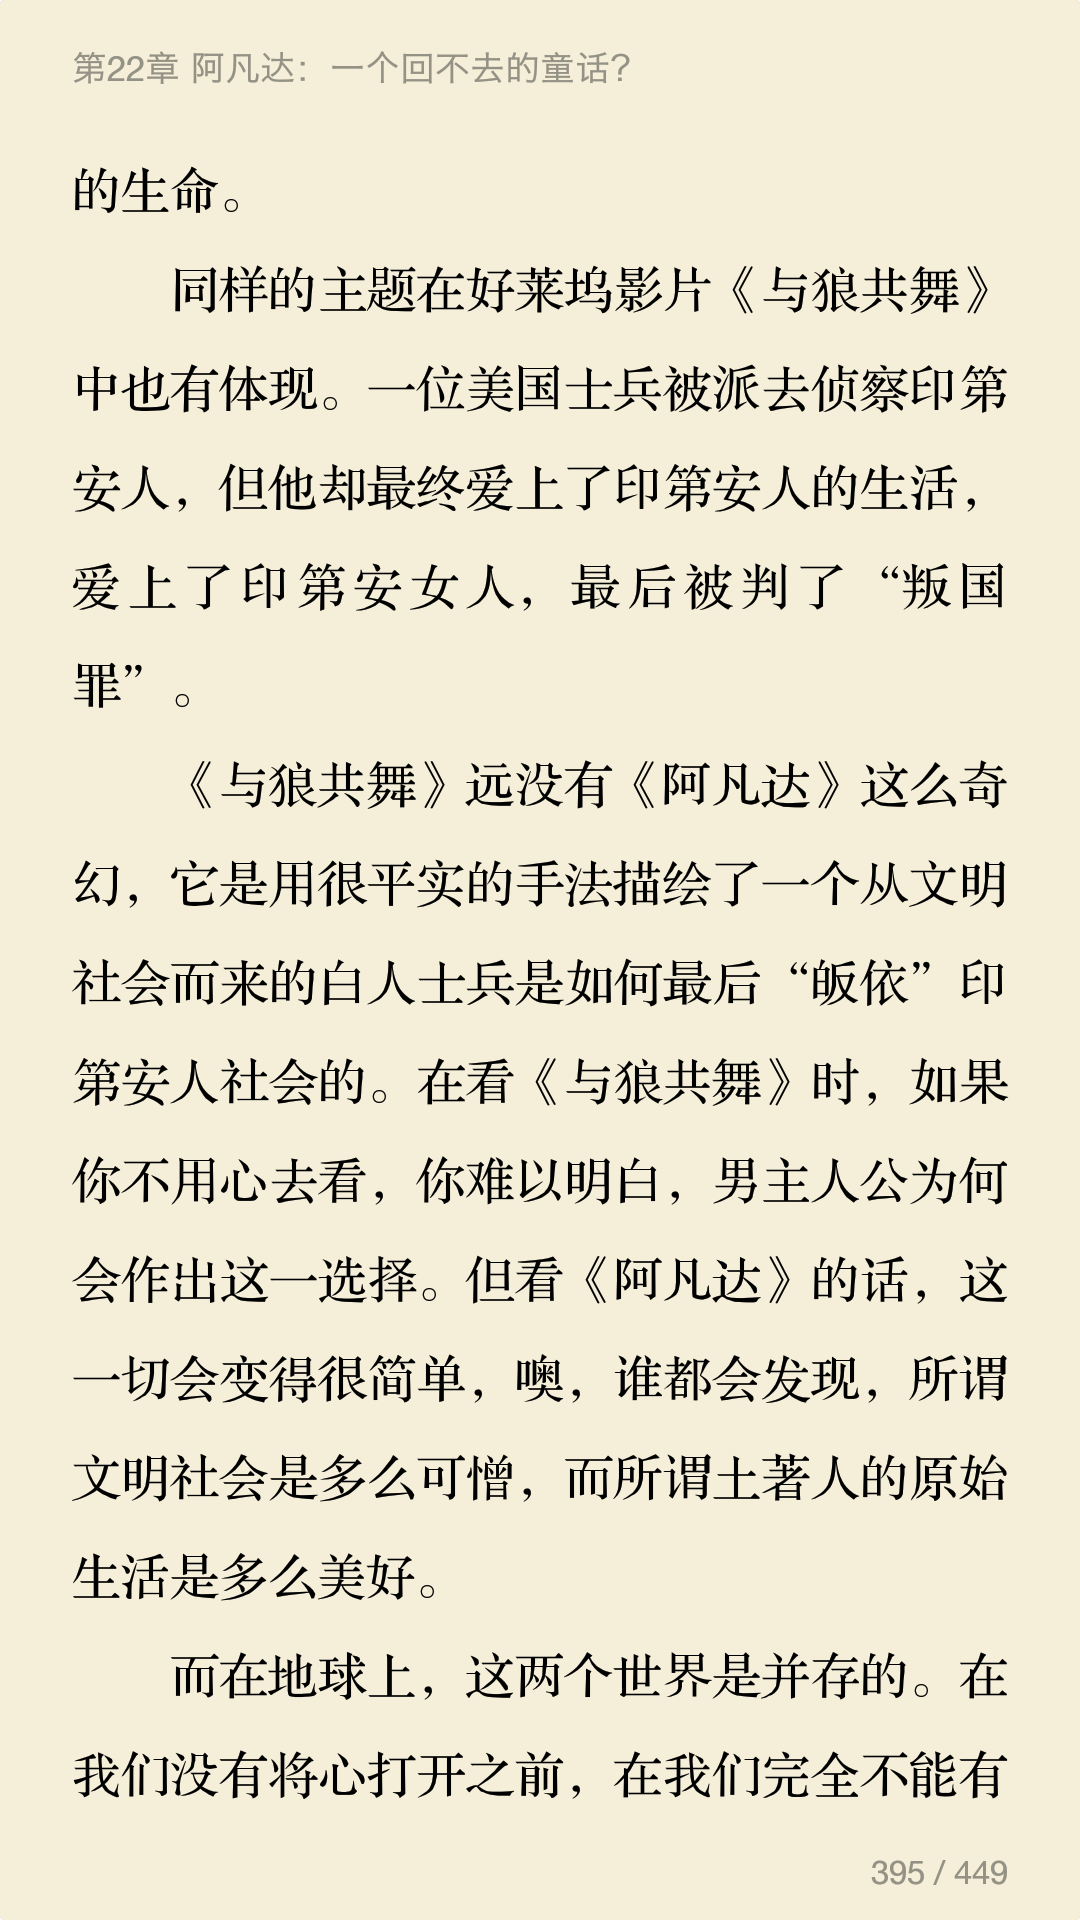 第22章 阿凡达：一个回不去的童话？
的生命。
同样的主题在好莱坞影片《与狼共舞》
中也有体现。一位美国士兵被派去侦察印第
安人，但他却最终爱上了印第安人的生活，
爱上了印第安女人，最后被判了“叛国
罪”。
《与狼共舞》远没有《阿凡达》这么奇
幻，它是用很平实的手法描绘了一个从文明
社会而来的白人士兵是如何最后“皈依”印
第安人社会的。在看《与狼共舞》时，如果
你不用心去看，你难以明白，男主人公为何
会作出这一选择。但看《阿凡达》的话，这
一切会变得很简单，噢，谁都会发现，所谓
文明社会是多么可憎，而所谓土著人的原始
生活是多么美好。
而在地球上，这两个世界是并存的。在
我们没有将心打开之前，在我们完全不能有
395 / 449